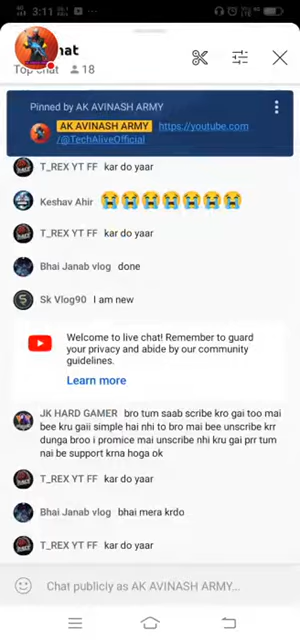 3:11
hat
Top chat 18
Pinned by AK AVINASH ARMY
AK AVINASH ARMY https://youtube.com
/@TechAliveOfficial
T_REX YT FF kar do yaar
Keshav Ahir 😭😭😭😭😭😭😭
T_REX YT FF kar do yaar
Bhai Janab vlog done
Sk Vlog90 I am new
Welcome to live chat! Remember to guard
your privacy and abide by our community
guidelines.
Learn more
JK HARD GAMER bro tum saab scribe kro gai too mai
bee kru gaii simple hai nhi to bro mai bee unscribe krr
dunga broo i promice mai unscribe nhi kru gai prr tum
nai be support krna hoga ok
T_REX YT FF kar do yaar
Bhai Janab vlog bhai mera krdo
T_REX YT FF kar do yaar
Chat publicly as AK AVINASH ARMY...